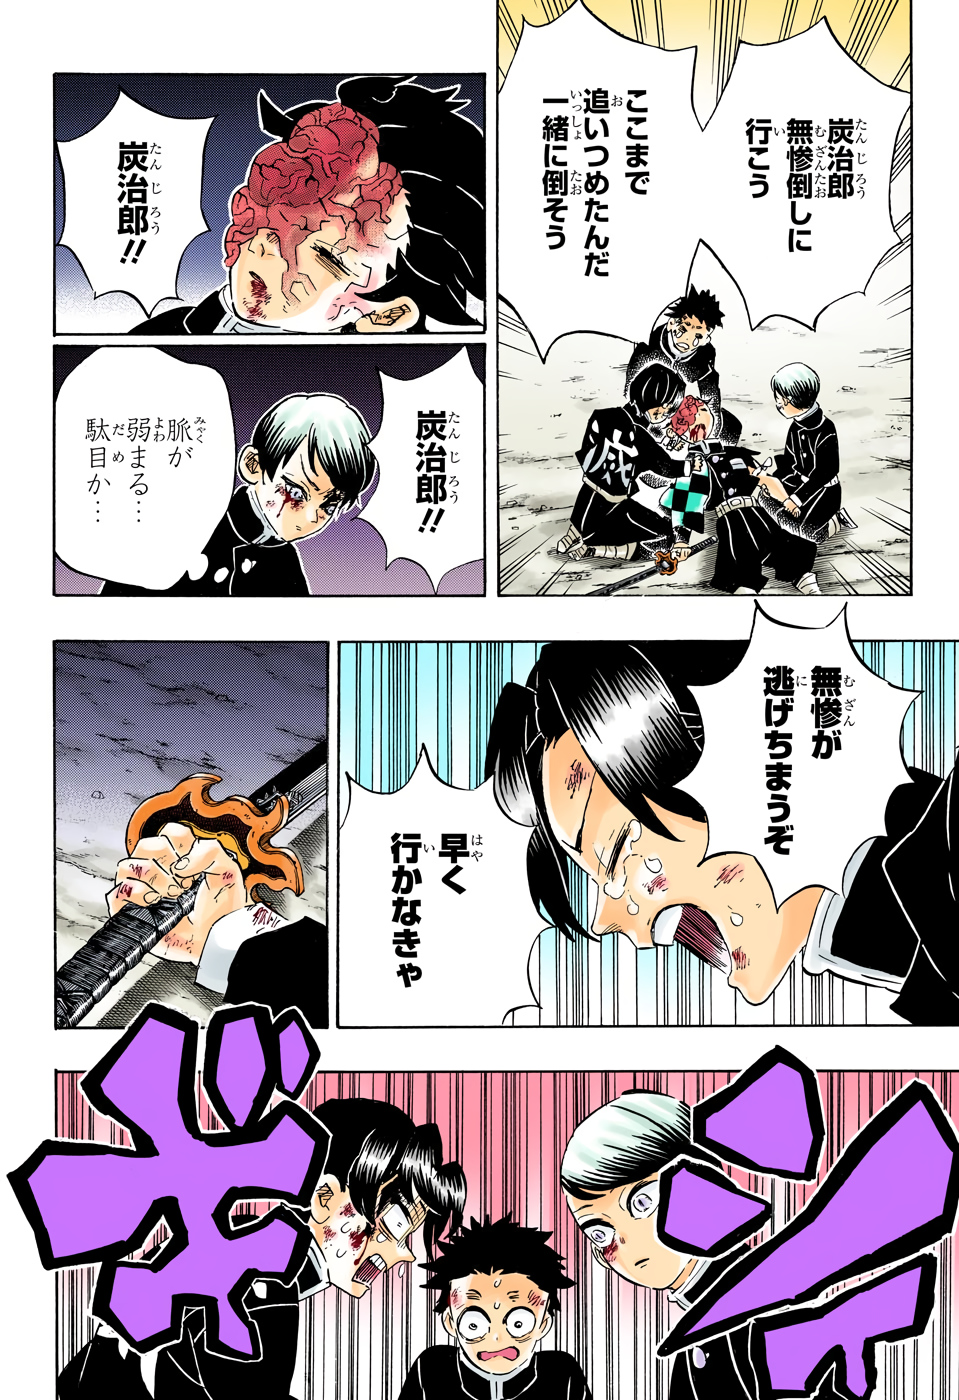 炭治郎
無惨倒しに
行こう
ここまで
追いつめたんだ
一緒に倒そう
滅
炭治郎!!
炭治郎!!
脈が
弱まる…
駄目か…
無惨が
逃げちまうぞ
早く
行かなきゃ
ギシッ